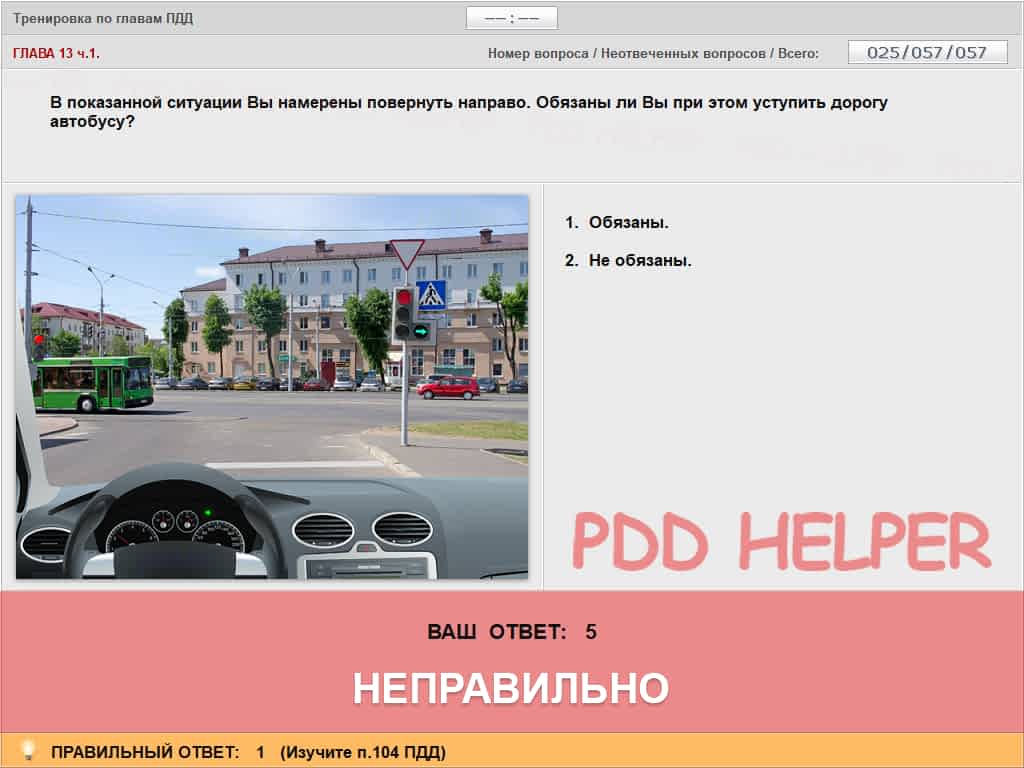 Тренировка по главам ПДД
–– : ––
ГЛАВА 13 ч.1.
Номер вопроса / Неотвеченных вопросов / Всего: 025/057/057
В показанной ситуации Вы намерены повернуть направо. Обязаны ли Вы при этом уступить дорогу
автобусу?
1. Обязаны.
2. Не обязаны.
PDD HELPER
ВАШ ОТВЕТ: 5
НЕПРАВИЛЬНО
ПРАВИЛЬНЫЙ ОТВЕТ: 1 (Изучите п.104 ПДД)